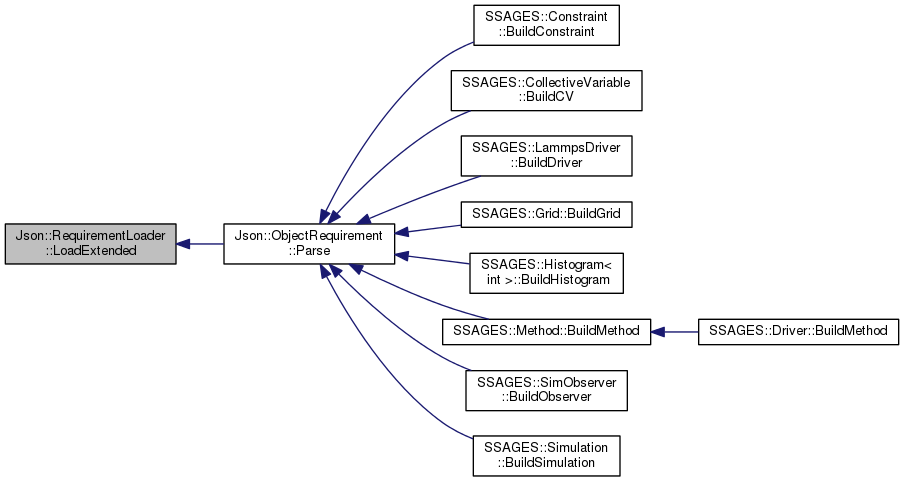 SSAGES::Constraint
::BuildConstraint
SSAGES::CollectiveVariable
::BuildCV
SSAGES::LammpsDriver
::BuildDriver
SSAGES::Grid::BuildGrid
Json::RequirementLoader
::LoadExtended
Json::ObjectRequirement
::Parse
SSAGES::Histogram<
int >::BuildHistogram
SSAGES::Method::BuildMethod
SSAGES::Driver::BuildMethod
SSAGES::SimObserver
::BuildObserver
SSAGES::Simulation
::BuildSimulation